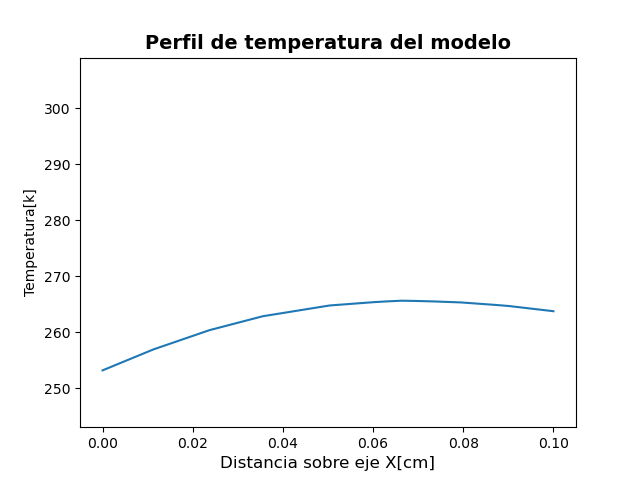 Perfil de temperatura del modelo
Temperatura[k]
300
290
280
270
260
250
0.00 0.02 0.04 0.06 0.08 0.10
Distancia sobre eje X[cm]